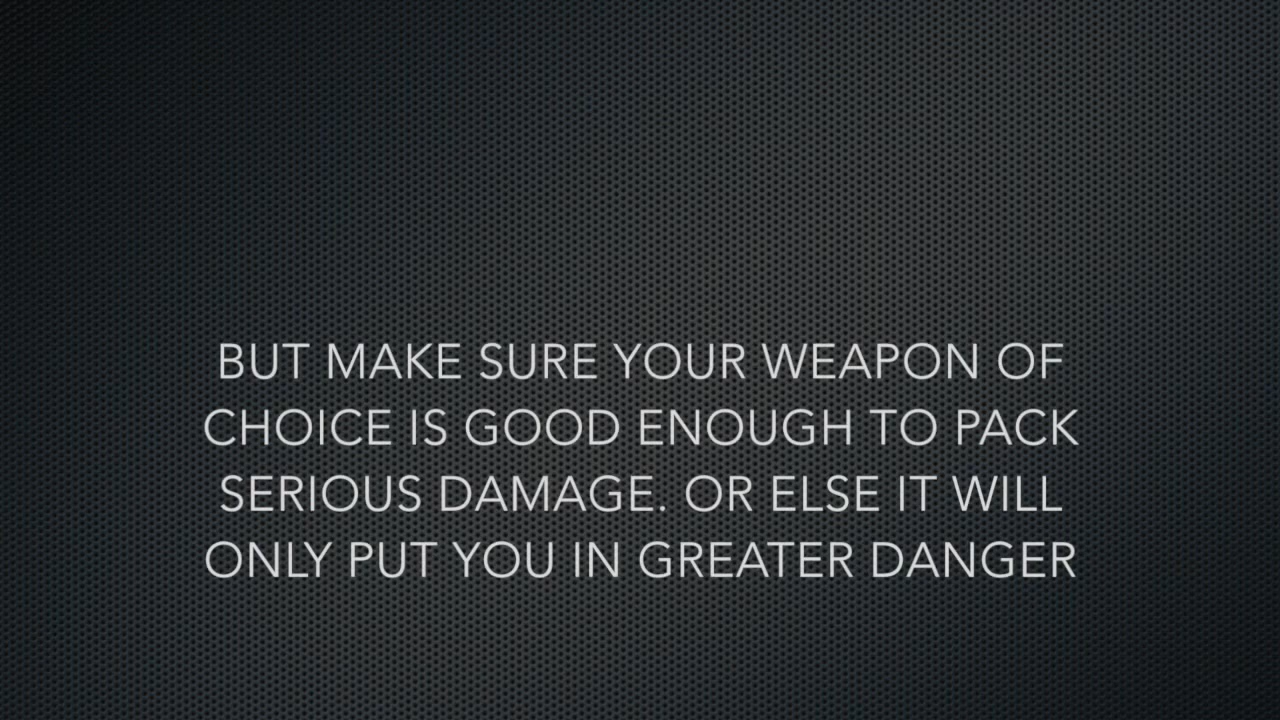 BUT MAKE SURE YOUR WEAPON OF
CHOICE IS GOOD ENOUGH TO PACK
SERIOUS DAMAGE. OR ELSE IT WILL
ONLY PUT YOU IN GREATER DANGER